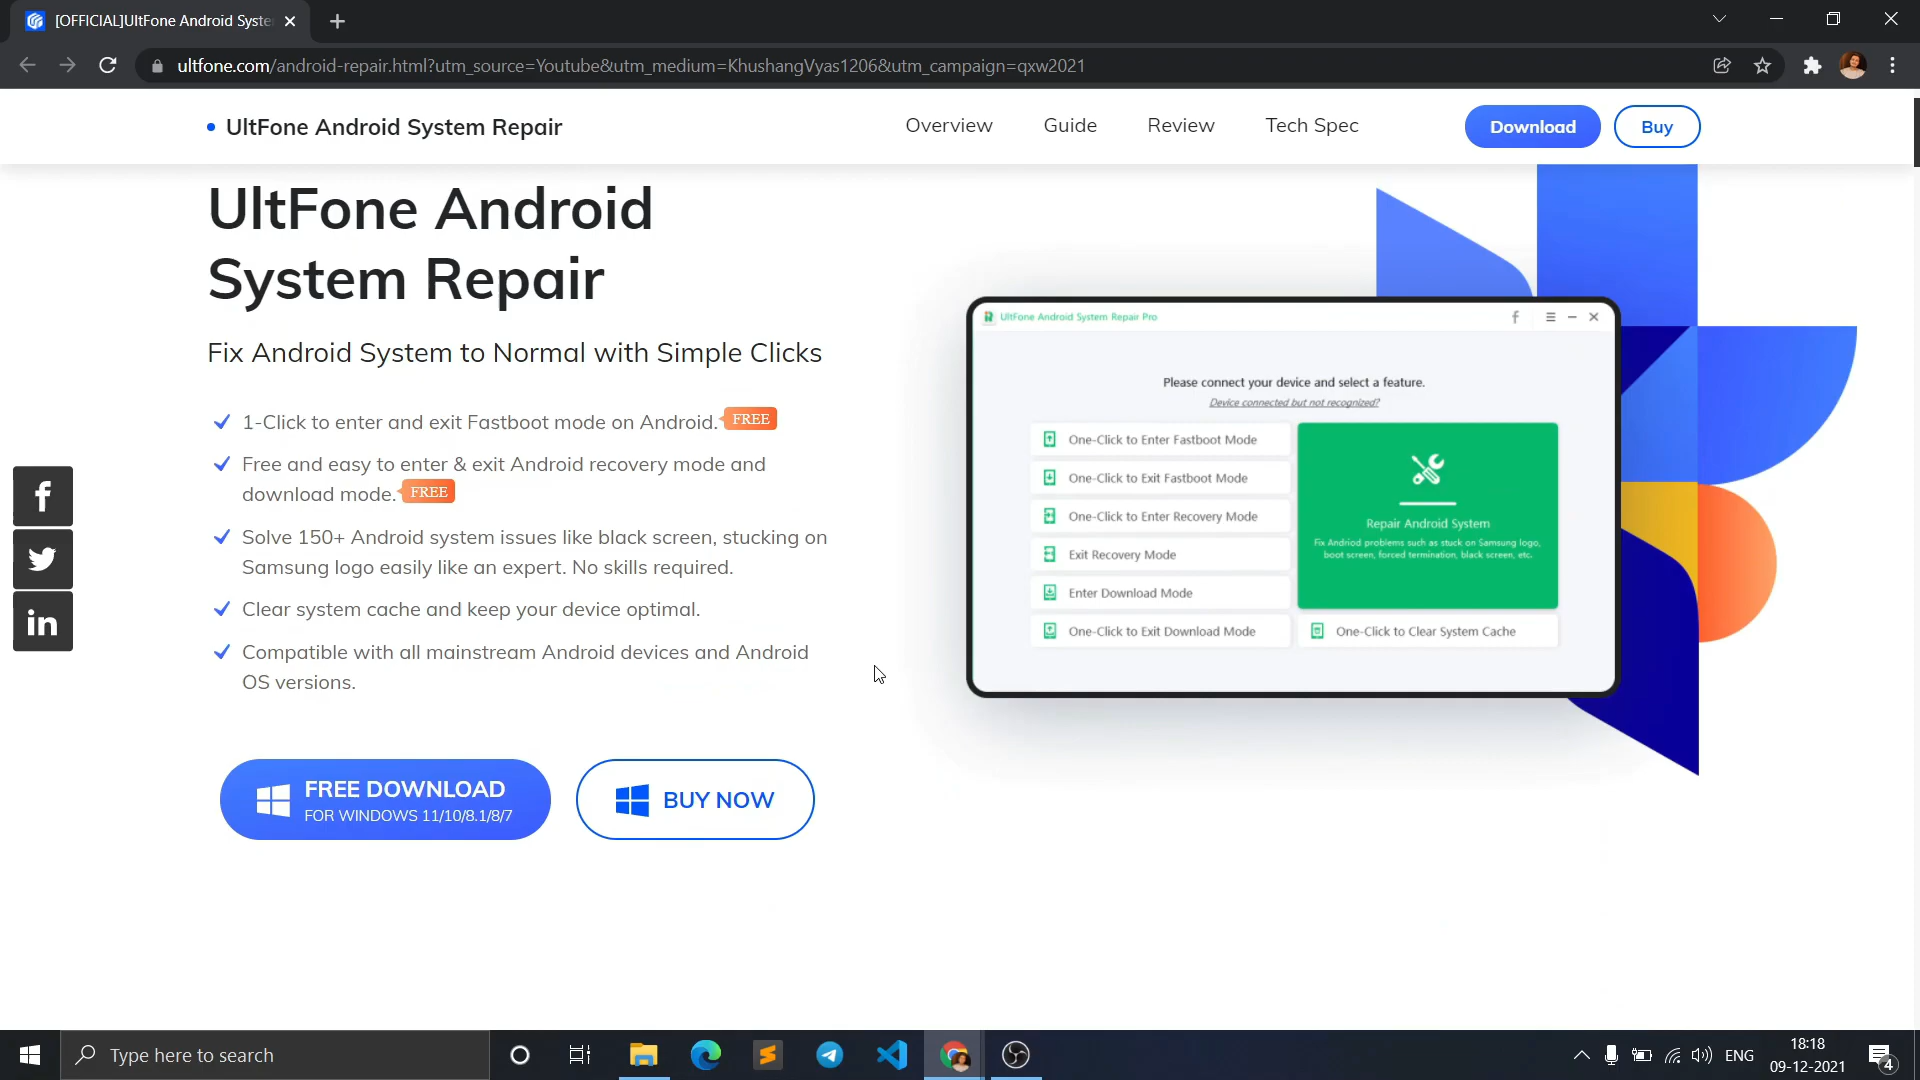 [OFFICIAL]UltFone Android Syste
ultfone.com/android-repair.html?utm_source=Youtube&utm_medium=KhushangVyas1206&utm_campaign=qxw2021
UltFone Android System Repair
Overview
Guide
Review
Tech Spec
Download
Buy
UltFone Android
System Repair
Fix Android System to Normal with Simple Clicks
1-Click to enter and exit Fastboot mode on Android. FREE
Free and easy to enter & exit Android recovery mode and
download mode. FREE
Solve 150+ Android system issues like black screen, stucking on
Samsung logo easily like an expert. No skills required.
Clear system cache and keep your device optimal.
Compatible with all mainstream Android devices and Android
OS versions.
FREE DOWNLOAD
FOR WINDOWS 11/10/8.1/8/7
BUY NOW
UltFone Android System Repair Pro
Please connect your device and select a feature.
Device connected but not recognized?
One-Click to Enter Fastboot Mode
One-Click to Exit Fastboot Mode
One-Click to Enter Recovery Mode
Exit Recovery Mode
Enter Download Mode
One-Click to Exit Download Mode
Repair Android System
Fix Andriod problems such as stuck on Samsung logo,
boot screen, forced termination, black screen, etc.
One-Click to Clear System Cache
f
in
Type here to search
ENG
18:18
09-12-2021
4